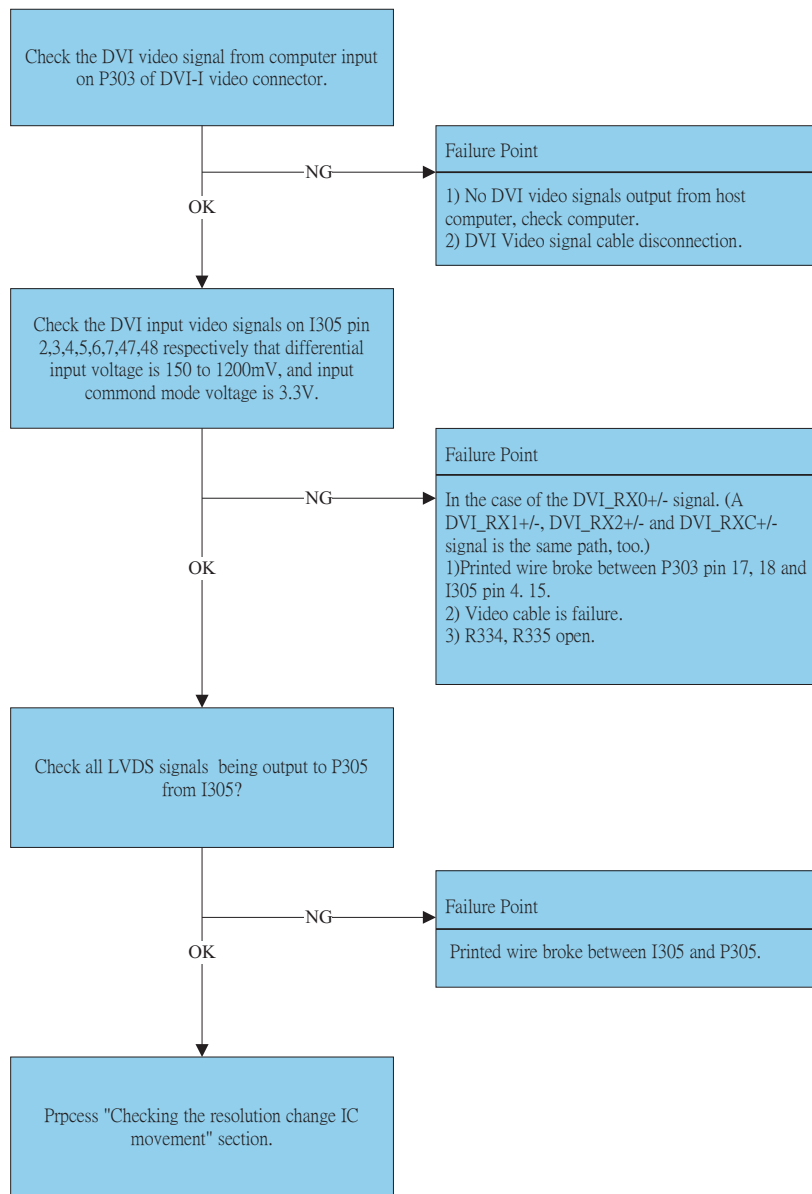 Check the DVI video signal from computer input
on P303 of DVI-I video connector.
NG
OK
Failure Point
1) No DVI video signals output from host
computer, check computer.
2) DVI Video signal cable disconnection.
Check the DVI input video signals on I305 pin
2,3,4,5,6,7,47,48 respectively that differential
input voltage is 150 to 1200mV, and input
commond mode voltage is 3.3V.
NG
OK
Failure Point
In the case of the DVI_RX0+/- signal. (A
DVI_RX1+/-, DVI_RX2+/- and DVI_RXC+/-
signal is the same path, too.)
1)Printed wire broke between P303 pin 17, 18 and
I305 pin 4. 15.
2) Video cable is failure.
3) R334, R335 open.
Check all LVDS signals being output to P305
from I305?
NG
OK
Failure Point
Printed wire broke between I305 and P305.
Prpcess "Checking the resolution change IC
movement" section.